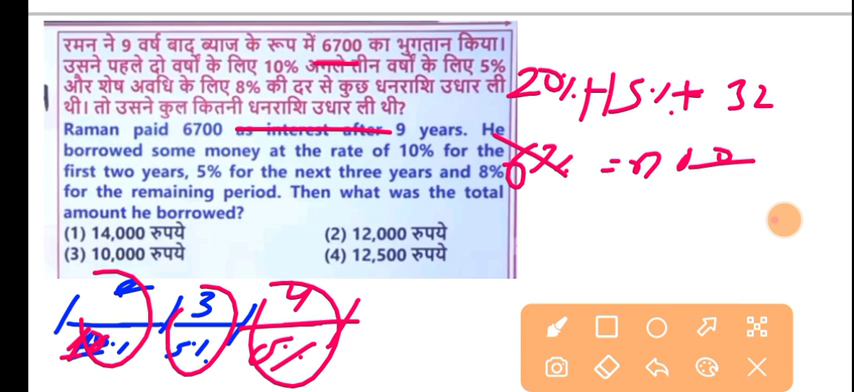 रमन ने 9 वर्ष बाद ब्याज के रूप में 6700 का भुगतान किया।
उसने पहले दो वर्षों के लिए 10% अगले तीन वर्षों के लिए 5%
और शेष अवधि के लिए 8% की दर से कुछ धनराशि उधार ली
थी। तो उसने कुल कितनी धनराशि उधार ली थी?
Raman paid 6700 as interest after 9 years. He
borrowed some money at the rate of 10% for the
first two years, 5% for the next three years and 8%
for the remaining period. Then what was the total
amount he borrowed?
(1) 14,000 रुपये (2) 12,000 रुपये
(3) 10,000 रुपये (4) 12,500 रुपये
20%+15%+ 32
2 3 4
5%